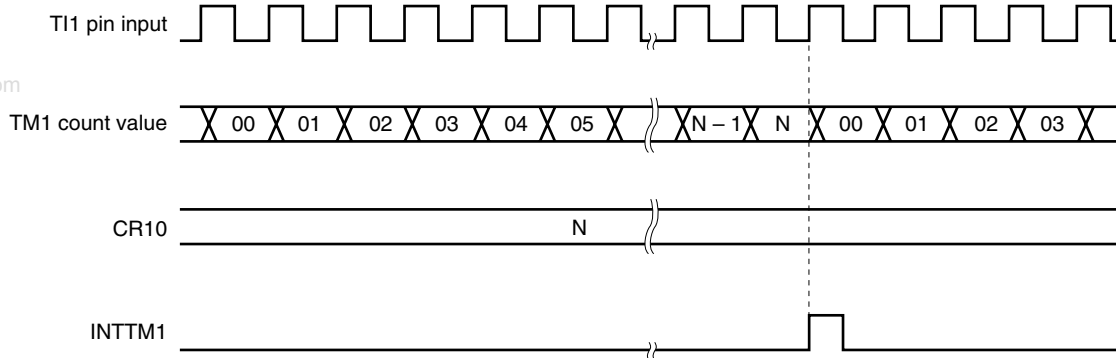 TI1 pin input
om
TM1 count value 00 01 02 03 04 05 N – 1 N 00 01 02 03
CR10 N
INTTM1